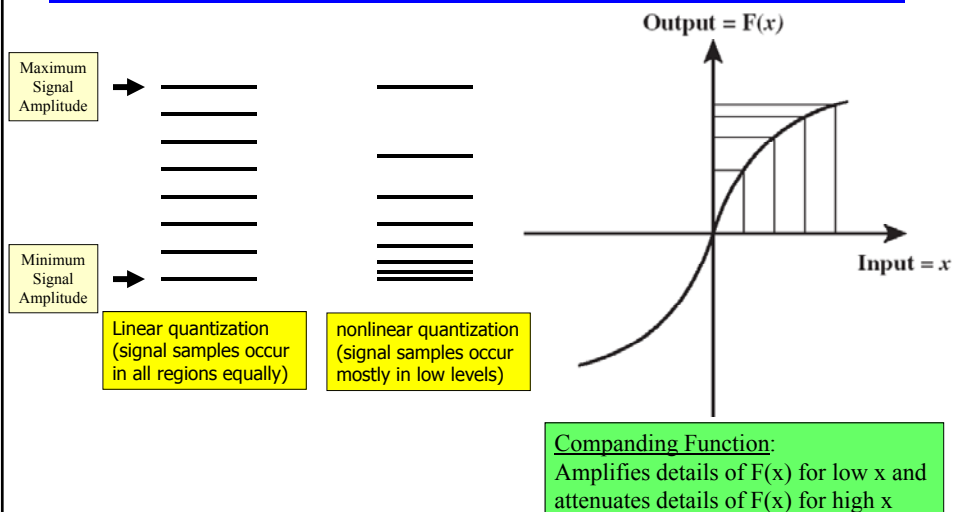 Output = F(x)
Maximum
Signal
Amplitude
Minimum
Signal
Amplitude
Input = x
Linear quantization
(signal samples occur
in all regions equally)
nonlinear quantization
(signal samples occur
mostly in low levels)
Companding Function:
Amplifies details of F(x) for low x and
attenuates details of F(x) for high x